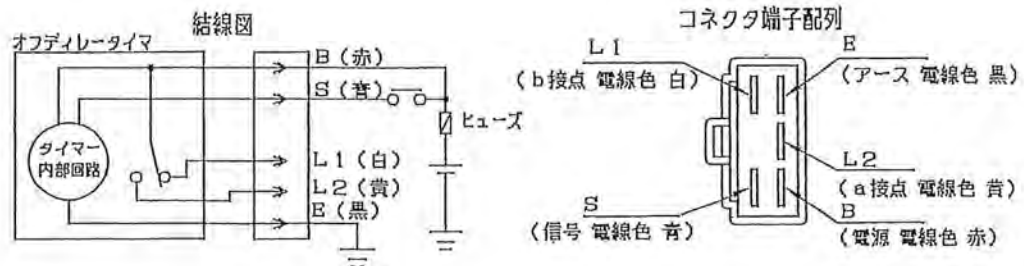 結線図
オフディレータイマ
B (赤)
S (青)
ヒューズ
タイマー
内部回路
L1 (白)
L2 (黄)
E (黒)
コネクタ端子配列
L1
(b接点 電線色 白)
E
(アース 電線色 黒)
L2
(a接点 電線色 黄)
S
(信号 電線色 青)
B
(電源 電線色 赤)